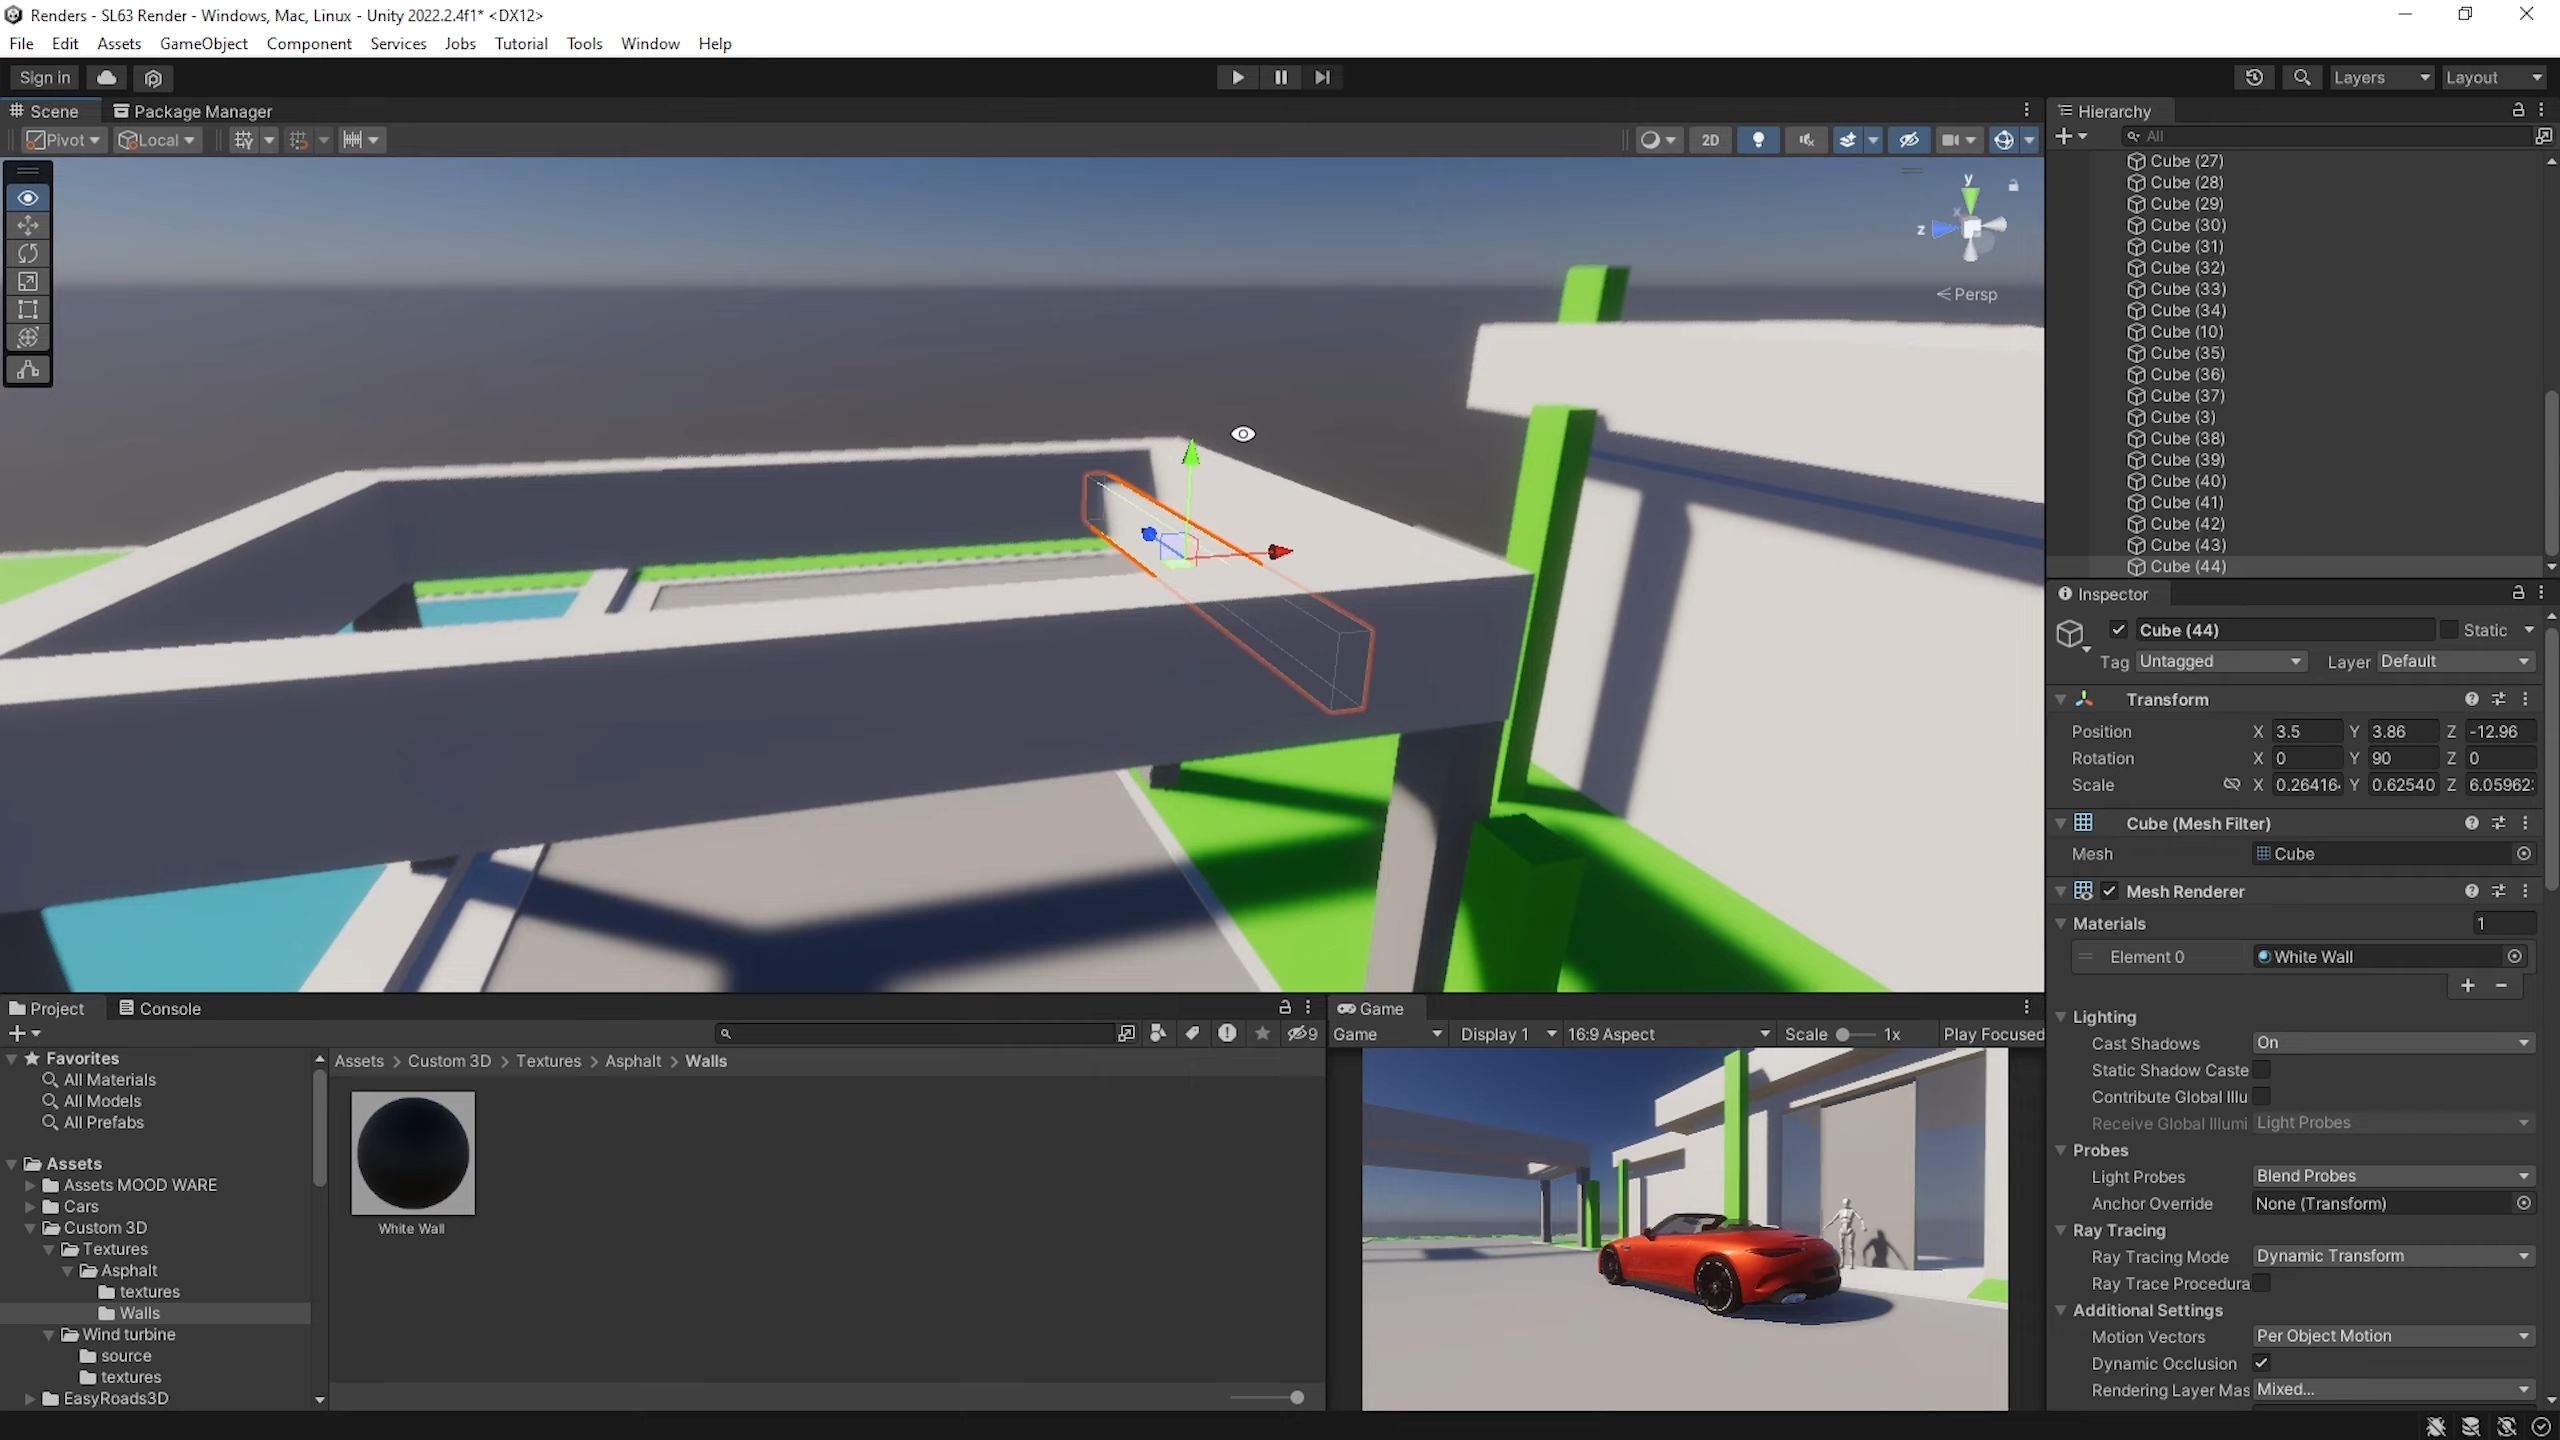 Renders - SL63 Render - Windows, Mac, Linux - Unity 2022.2.4f1* <DX12>
File Edit Assets GameObject Component Services Jobs Tutorial Tools Window Help
Sign in Layers Layout
Scene Package Manager
Pivot Local 2D
y
x
z
Persp
Hierarchy
All
Cube (27)
Cube (28)
Cube (29)
Cube (30)
Cube (31)
Cube (32)
Cube (33)
Cube (34)
Cube (10)
Cube (35)
Cube (36)
Cube (37)
Cube (3)
Cube (38)
Cube (39)
Cube (40)
Cube (41)
Cube (42)
Cube (43)
Cube (44)
Inspector
Cube (44) Static
Tag Untagged Layer Default
Transform
Position X 3.5 Y 3.86 Z -12.96
Rotation X 0 Y 90 Z 0
Scale X 0.26416 Y 0.62540 Z 6.05962
Cube (Mesh Filter)
Mesh Cube
Mesh Renderer
Materials 1
Element 0 White Wall
Lighting
Cast Shadows On
Static Shadow Caste
Contribute Global Illu
Receive Global Illumi Light Probes
Probes
Light Probes Blend Probes
Anchor Override None (Transform)
Ray Tracing
Ray Tracing Mode Dynamic Transform
Ray Trace Procedura
Additional Settings
Motion Vectors Per Object Motion
Dynamic Occlusion
Rendering Layer Mas Mixed...
Project Console
9
Favorites
All Materials
All Models
All Prefabs
Assets
Assets MOOD WARE
Cars
Custom 3D
Textures
Asphalt
textures
Walls
Wind turbine
source
textures
EasyRoads3D
Assets > Custom 3D > Textures > Asphalt > Walls
White Wall
Game
Game Display 1 16:9 Aspect Scale 1x Play Focused